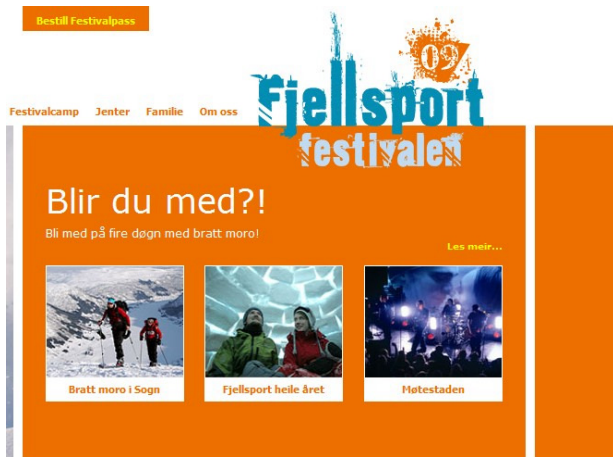 Bestill Festivalpass
09
Fjellsport
festivalen
Festivalcamp Jenter Familie Om oss
Blir du med?!
Bli med på fire døgn med bratt moro!
Les meir...
Bratt moro i Sogn
Fjellsport heile året
Møtestaden